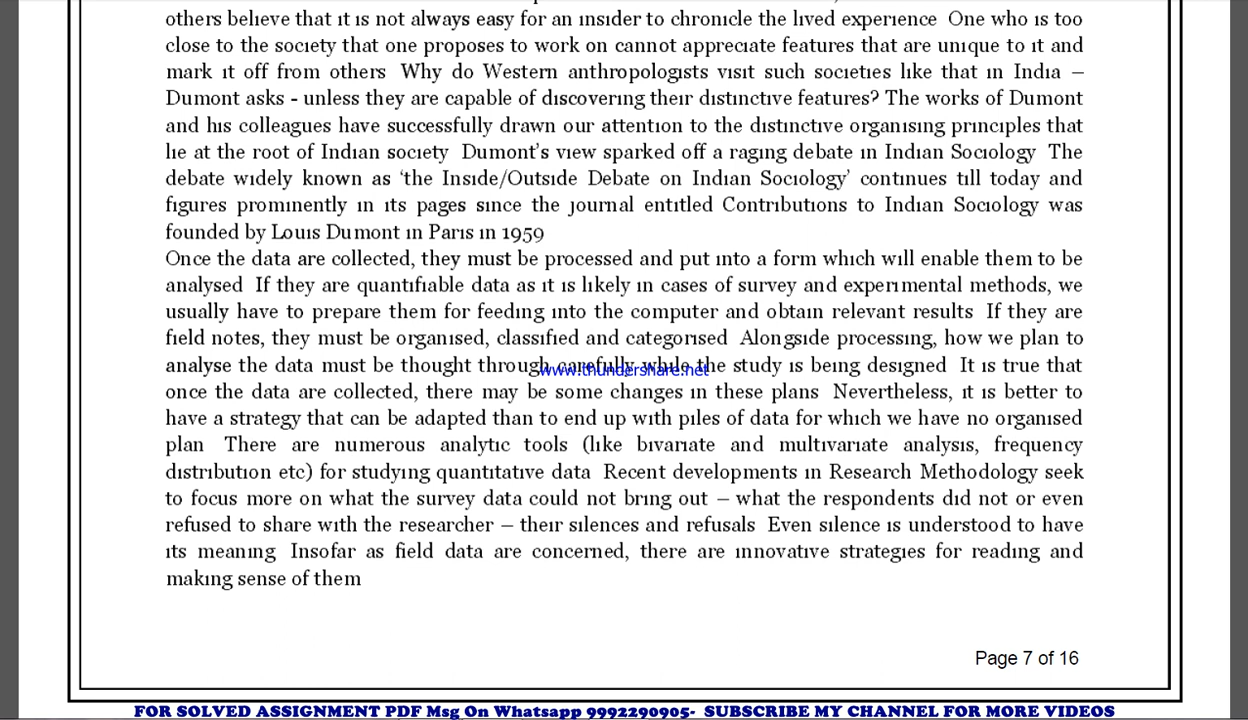 others believe that it is not always easy for an insider to chronicle the lived experience One who is too
close to the society that one proposes to work on cannot appreciate features that are unique to it and
mark it off from others Why do Western anthropologists visit such societies like that in India –
Dumont asks - unless they are capable of discovering their distinctive features? The works of Dumont
and his colleagues have successfully drawn our attention to the distinctive organising principles that
lie at the root of Indian society Dumont's view sparked off a raging debate in Indian Sociology The
debate widely known as 'the Inside/Outside Debate on Indian Sociology' continues till today and
figures prominently in its pages since the journal entitled Contributions to Indian Sociology was
founded by Louis Dumont in Paris in 1959
Once the data are collected, they must be processed and put into a form which will enable them to be
analysed If they are quantifiable data as it is likely in cases of survey and experimental methods, we
usually have to prepare them for feeding into the computer and obtain relevant results If they are
field notes, they must be organised, classified and categorised Alongside processing, how we plan to
analyse the data must be thought through carefully while the study is being designed It is true that
www.thundershare.net
once the data are collected, there may be some changes in these plans Nevertheless, it is better to
have a strategy that can be adapted than to end up with piles of data for which we have no organised
plan There are numerous analytic tools (like bivariate and multivariate analysis, frequency
distribution etc) for studying quantitative data Recent developments in Research Methodology seek
to focus more on what the survey data could not bring out – what the respondents did not or even
refused to share with the researcher – their silences and refusals Even silence is understood to have
its meaning Insofar as field data are concerned, there are innovative strategies for reading and
making sense of them
Page 7 of 16
FOR SOLVED ASSIGNMENT PDF Msg On Whatsapp 9992290905- SUBSCRIBE MY CHANNEL FOR MORE VIDEOS